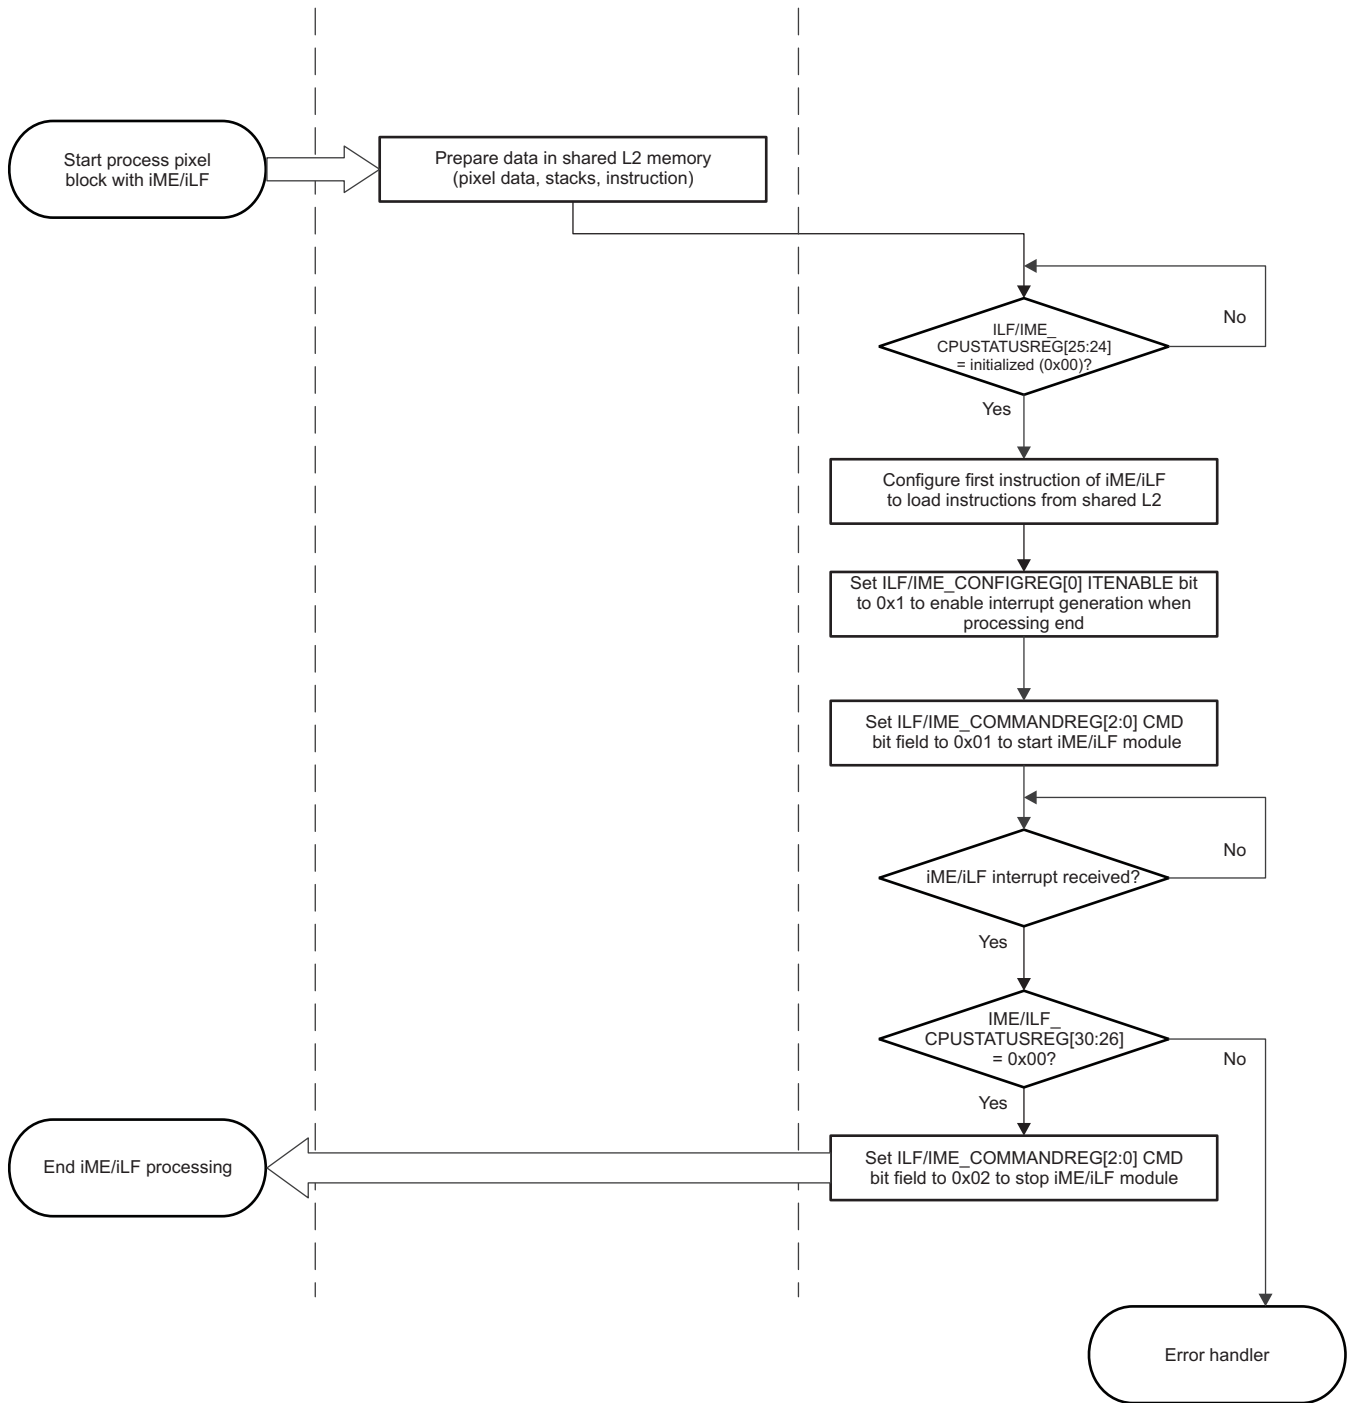 Start process pixel
block with iME/iLF
Prepare data in shared L2 memory
(pixel data, stacks, instruction)
ILF/IME_
CPUSTATUSREG[25:24]
= initialized (0x00)?
No
Yes
Configure first instruction of iME/iLF
to load instructions from shared L2
Set ILF/IME_CONFIGREG[0] ITENABLE bit
to 0x1 to enable interrupt generation when
processing end
Set ILF/IME_COMMANDREG[2:0] CMD
bit field to 0x01 to start iME/iLF module
iME/iLF interrupt received?
No
Yes
IME/ILF_
CPUSTATUSREG[30:26]
= 0x00?
No
Yes
Set ILF/IME_COMMANDREG[2:0] CMD
bit field to 0x02 to stop iME/iLF module
End iME/iLF processing
Error handler